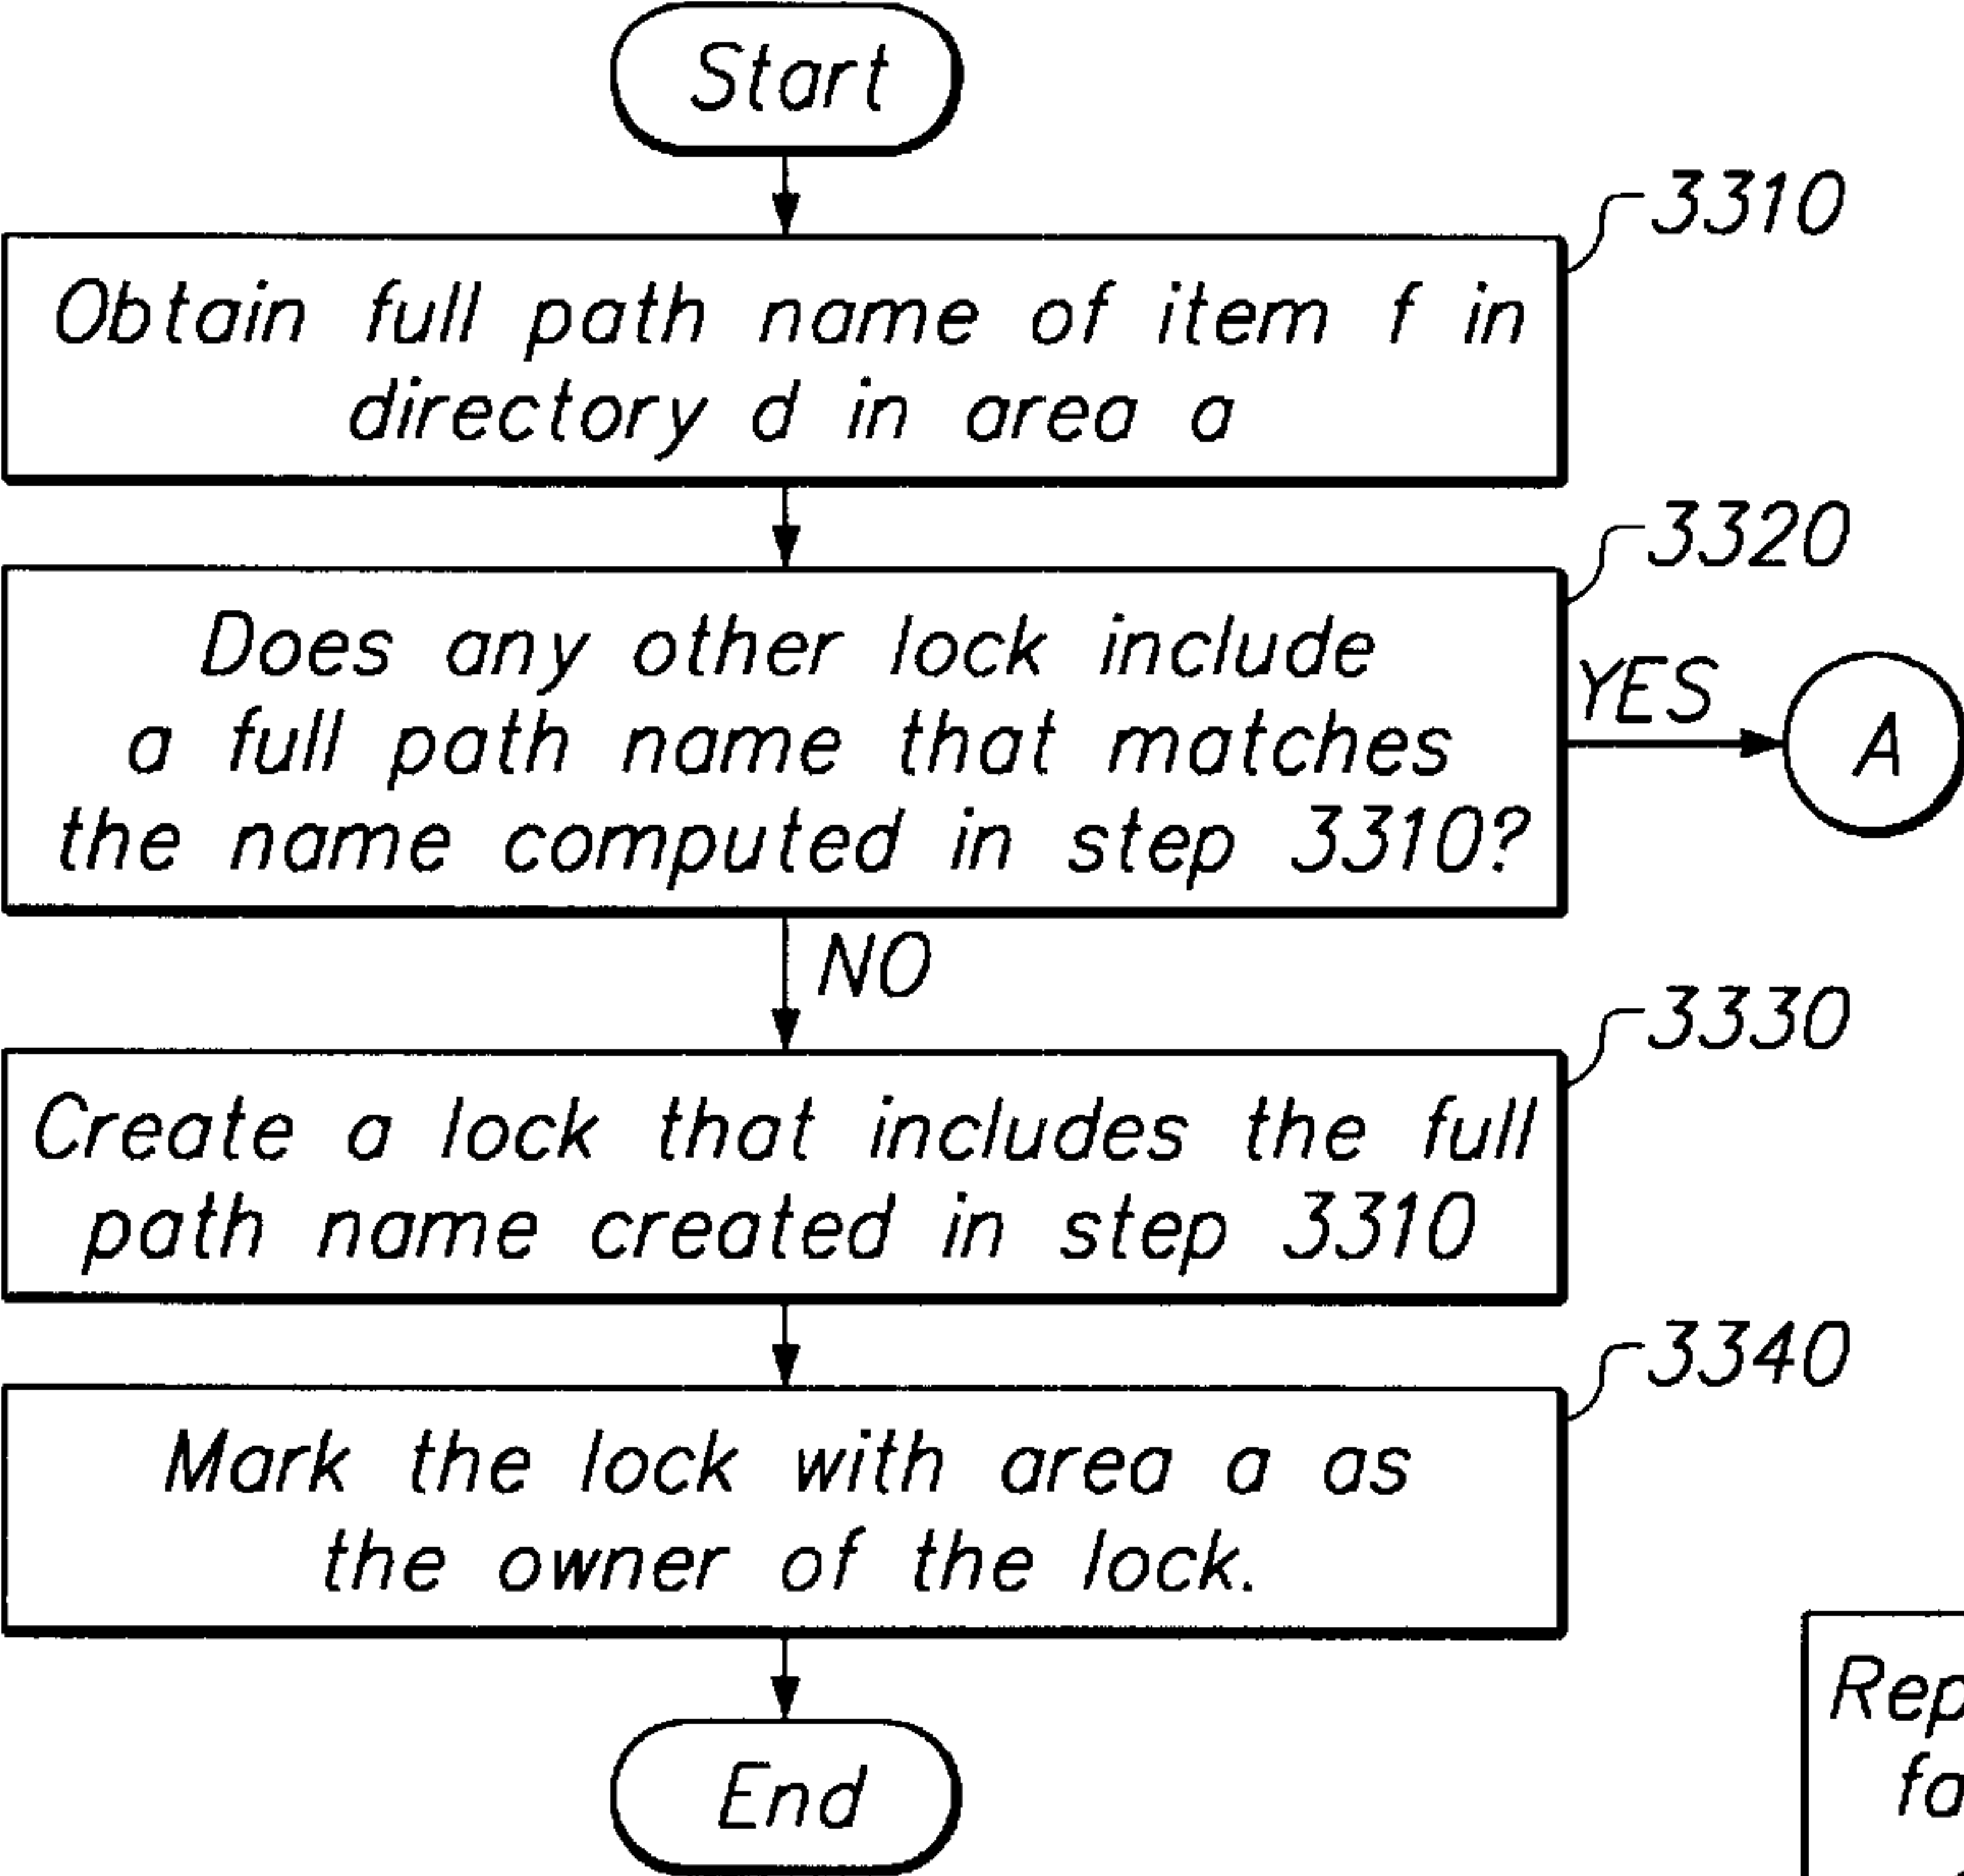 Start
3310
Obtain full path name of item f in
directory d in area a
3320
Does any other lock include
a full path name that matches
the name computed in step 3310?
YES
A
NO
3330
Create a lock that includes the full
path name created in step 3310
3340
Mark the lock with area a as
the owner of the lock.
End